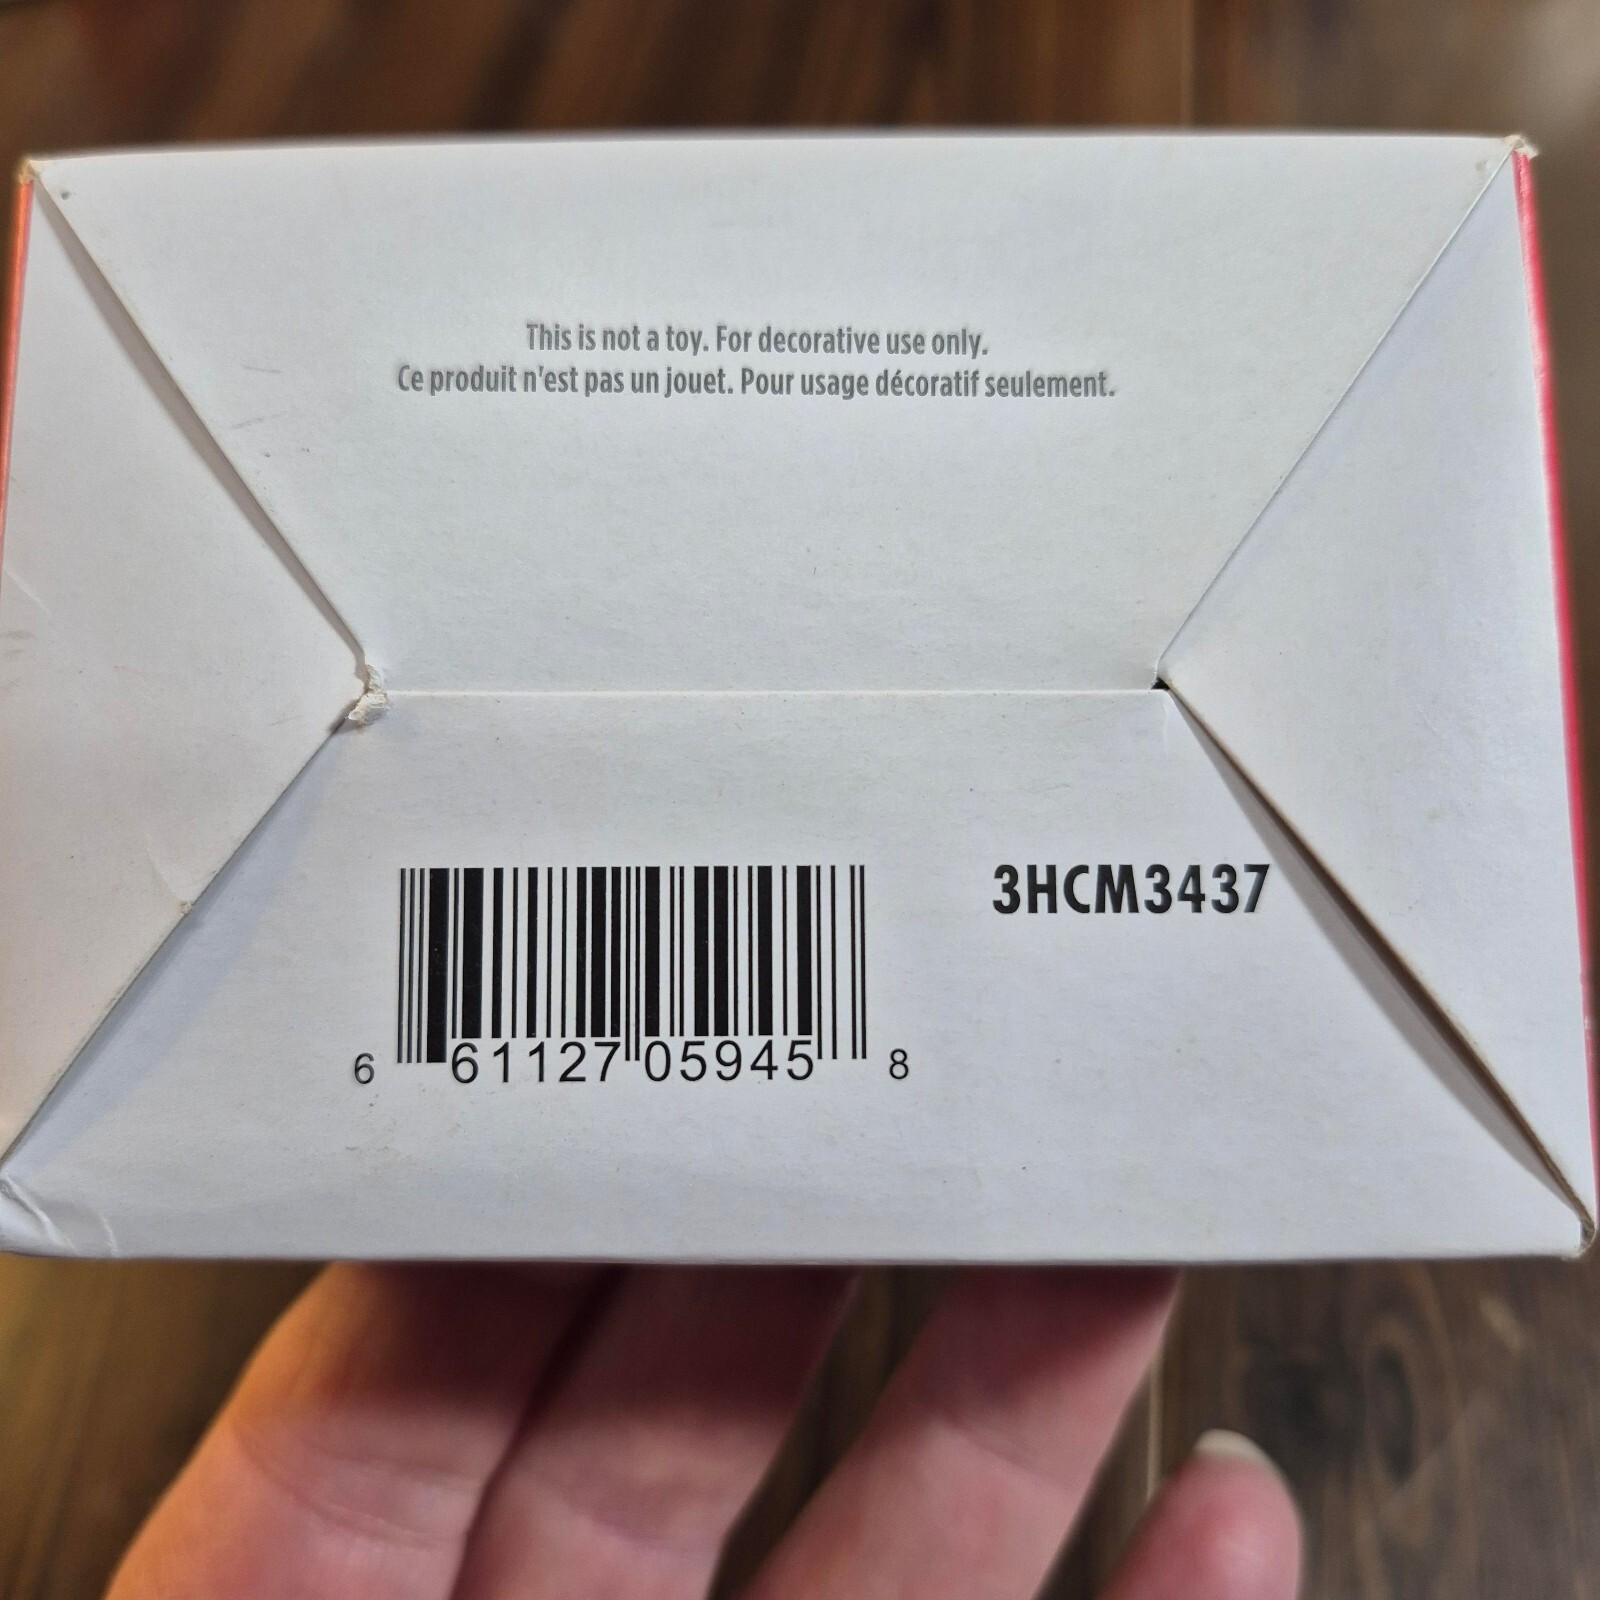 This is not a toy. For decorative use only.
Ce produit n'est pas un jouet. Pour usage décoratif seulement.
3HCM3437
6 61127 05945 8